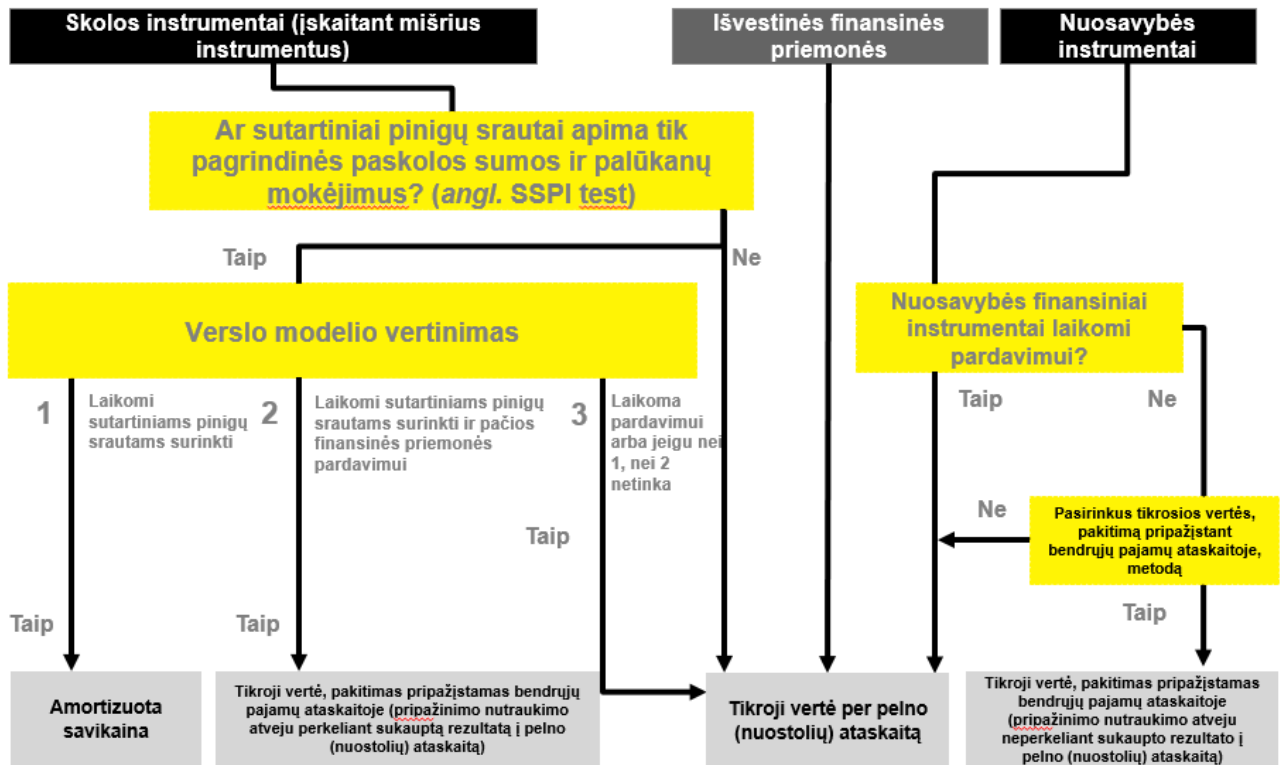 Skolos instrumentai (įskaitant mišrius
instrumentus)
Išvestinės finansinės
priemonės
Nuosavybės
instrumentai
Ar sutartiniai pinigų srautai apima tik
pagrindinės paskolos sumos ir palūkanų
mokėjimus? (angl. SSPI test)
Taip
Ne
Verslo modelio vertinimas
Nuosavybės finansiniai
instrumentai laikomi
pardavimui?
1
Laikomi
sutartiniams pinigų
srautams surinkti
2
Laikomi sutartiniams pinigų
srautams surinkti ir pačios
finansinės priemonės
pardavimui
3
Laikoma
pardavimui
arba jeigu nei
1, nei 2
netinka
Taip
Ne
Taip
Ne
Pasirinkus tikrosios vertės,
pakitimą pripažįstant
bendrųjų pajamų ataskaitoje,
metodą
Taip
Taip
Taip
Amortizuota
savikaina
Tikroji vertė, pakitimas pripažįstamas bendrųjų
pajamų ataskaitoje (pripažinimo nutraukimo
atveju perkeliant sukauptą rezultatą į pelno
(nuostolių) ataskaitą)
Tikroji vertė per pelno
(nuostolių) ataskaitą
Tikroji vertė, pakitimas pripažįstamas
bendrųjų pajamų ataskaitoje
(pripažinimo nutraukimo atveju
neperkeliant sukaupto rezultato į
pelno (nuostolių) ataskaitą)